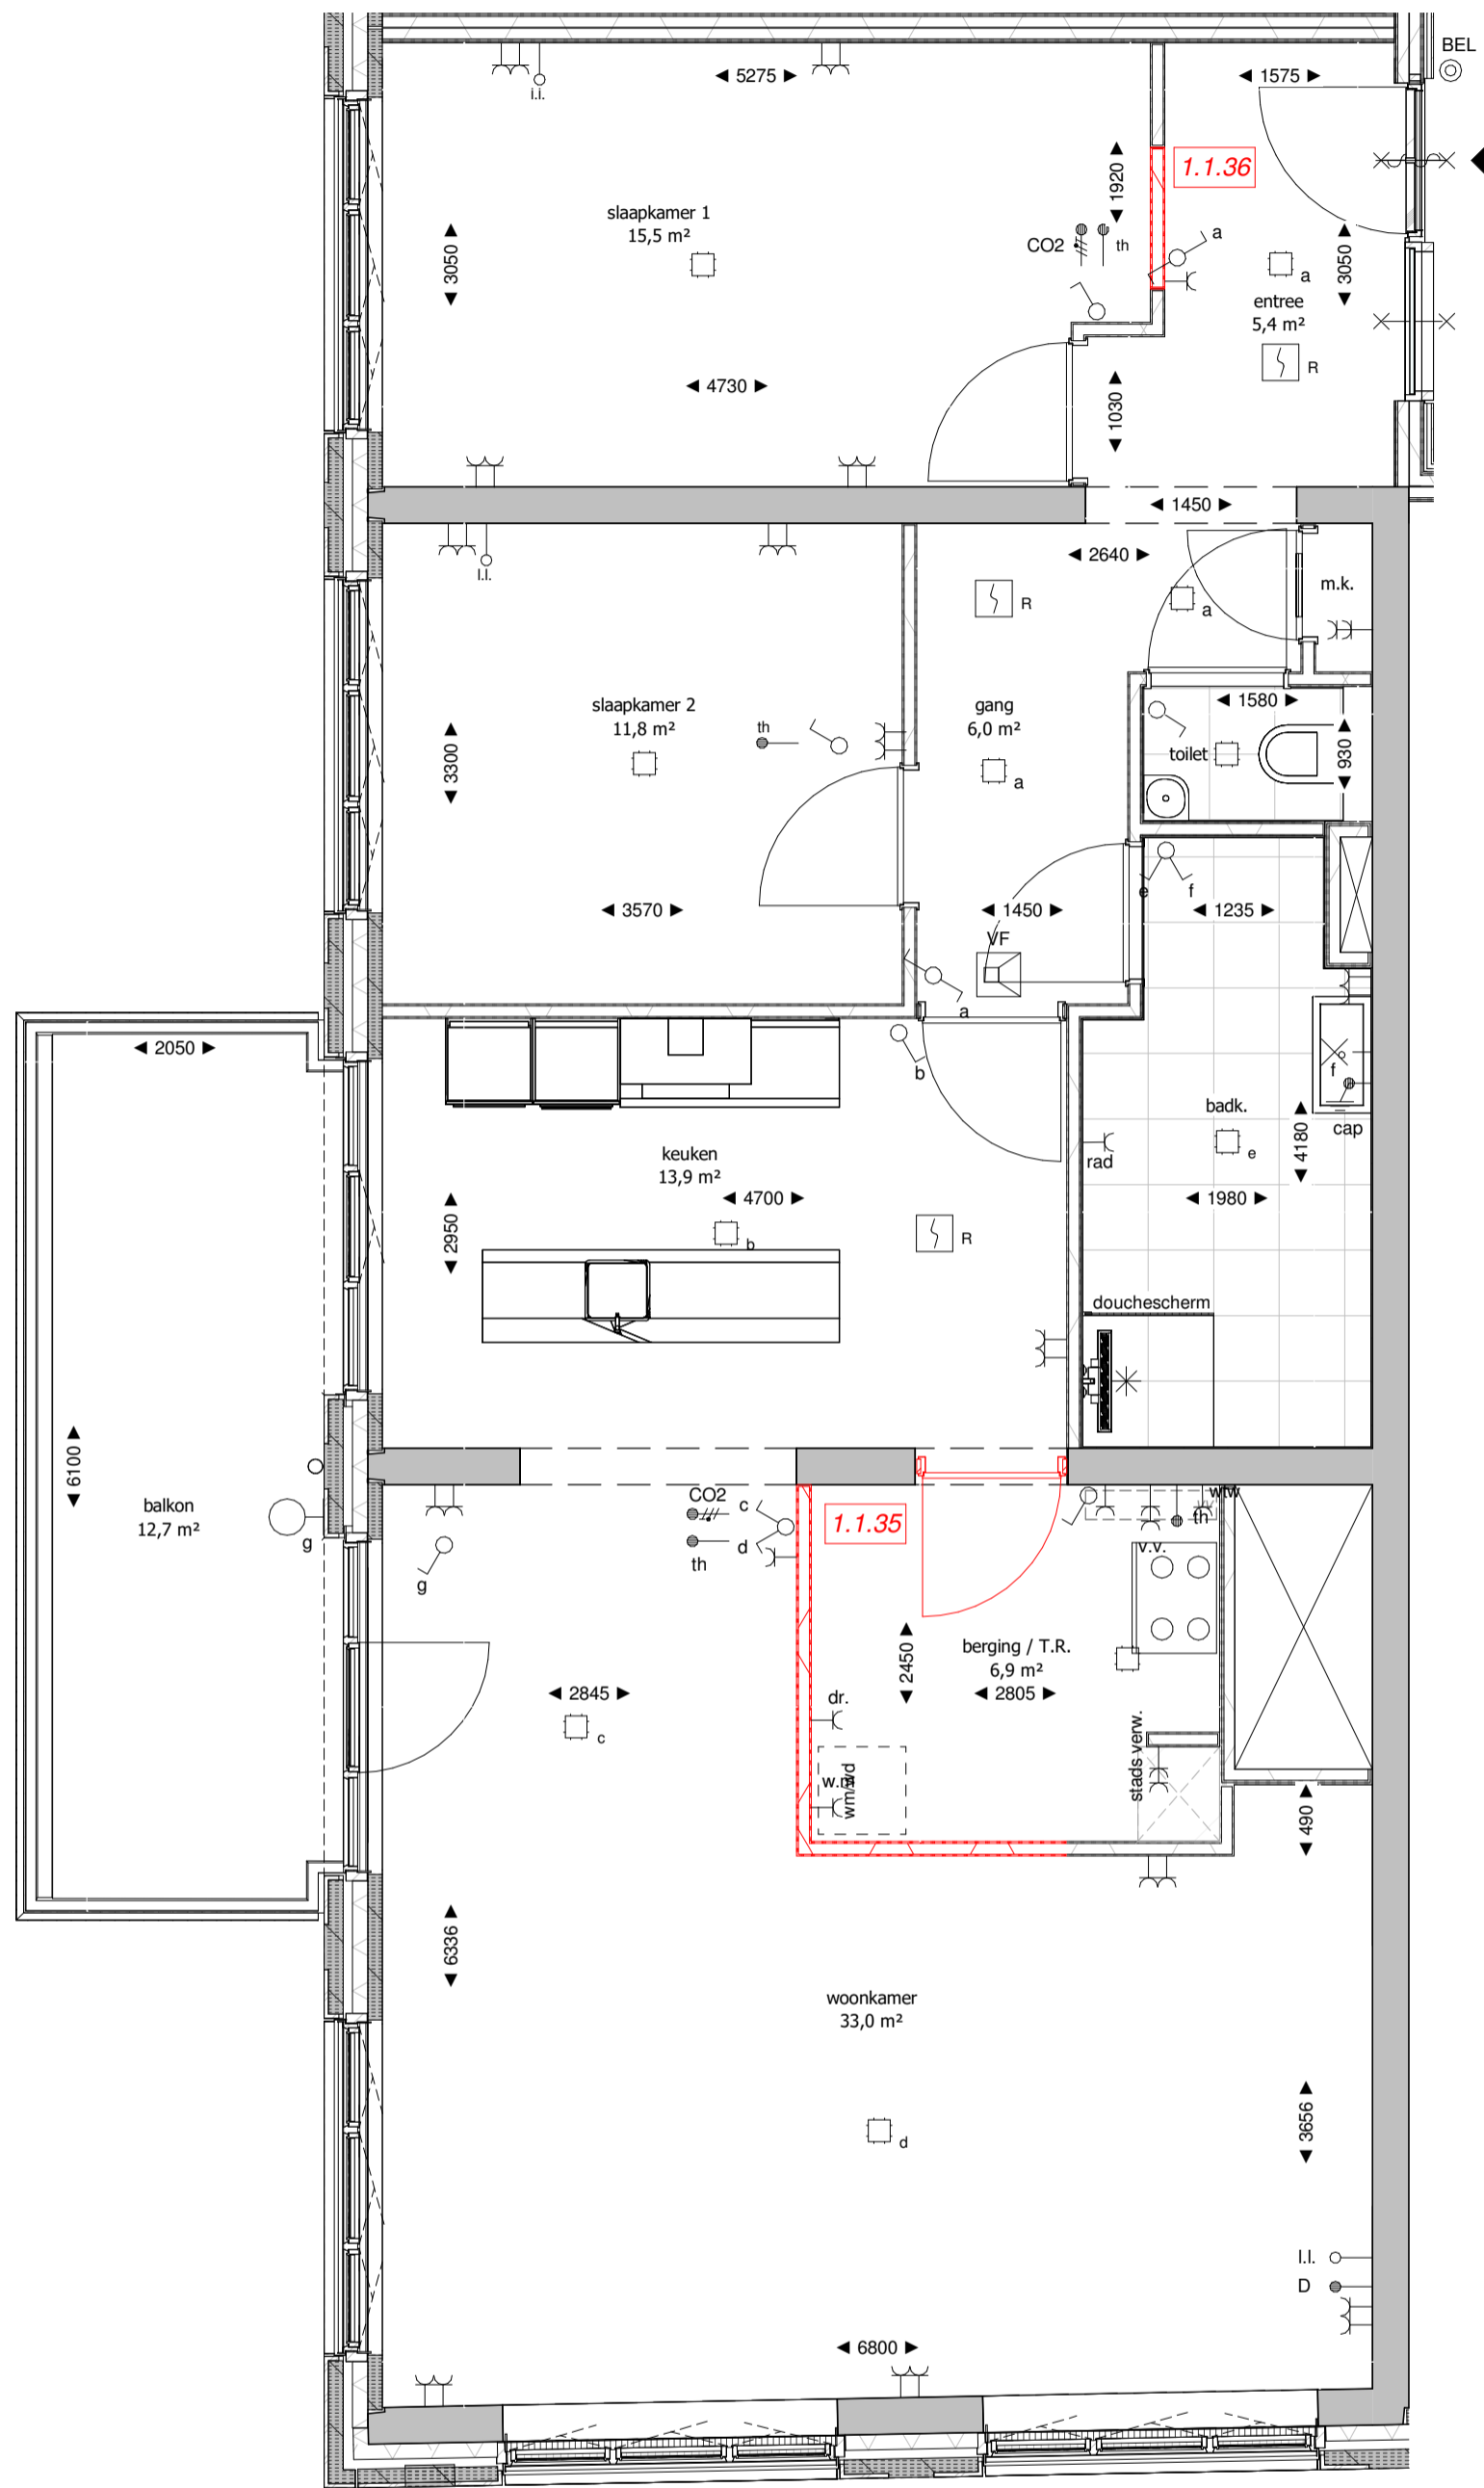 BEL
◄ 5275 ►
◄ 1575 ►
i.i.
◄ 1920 ►
1.1.36
slaapkamer 1
15,5 m²
◄ 3050 ►
CO2
th
a
a
◄ 3050 ►
entree
5,4 m²
R
◄ 4730 ►
◄ 1030 ►
◄ 1450 ►
◄ 2640 ►
l.l.
R
a
m.k.
slaapkamer 2
11,8 m²
th
gang
6,0 m²
a
◄ 1580 ►
toilet
◄ 930 ►
◄ 3300 ►
◄ 3570 ►
◄ 1450 ►
VF
a
e
f
◄ 1235 ►
◄ 2050 ►
b
f
cap
badk.
e
◄ 4180 ►
rad
◄ 1980 ►
keuken
13,9 m²
◄ 4700 ►
◄ 2950 ►
b
R
douchescherm
◄ 6100 ►
balkon
12,7 m²
g
g
CO2
c
d
th
1.1.35
wtw
th
v.v.
◄ 2450 ►
berging / T.R.
6,9 m²
◄ 2805 ►
◄ 2845 ►
c
dr.
w.m
wm/wd
stads verw.
◄ 490 ►
◄ 6336 ►
woonkamer
33,0 m²
d
◄ 3656 ►
l.l.
D
◄ 6800 ►